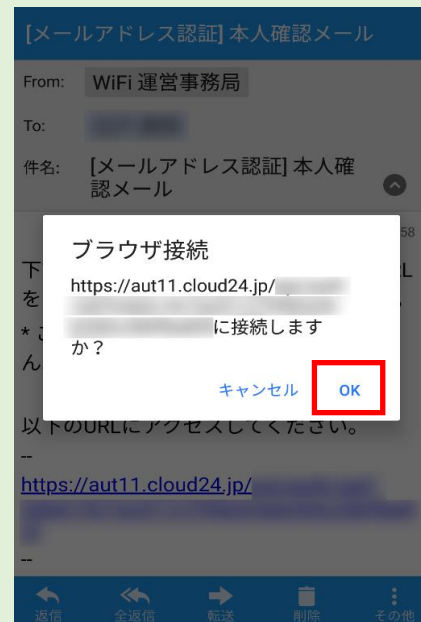 [メールアドレス認証] 本人確認メール
From: WiFi 運営事務局
To:
件名: [メールアドレス認証] 本人確
認メール
58
ブラウザ接続
https://aut11.cloud24.jp/
に接続します
か？
キャンセル OK
下 L
を
* こ
ん
以下のURLにアクセスしてください。
--
https://aut11.cloud24.jp/
--
返信 全返信 転送 削除 その他